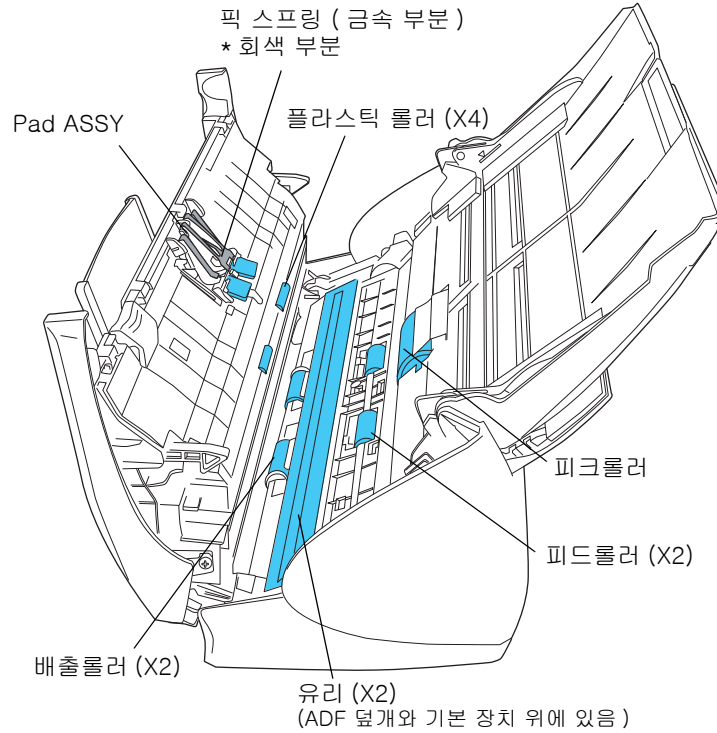 픽 스프링 ( 금속 부분 )
* 회색 부분
Pad ASSY
플라스틱 롤러 (X4)
피크롤러
피드롤러 (X2)
배출롤러 (X2)
유리 (X2)
(ADF 덮개와 기본 장치 위에 있음 )